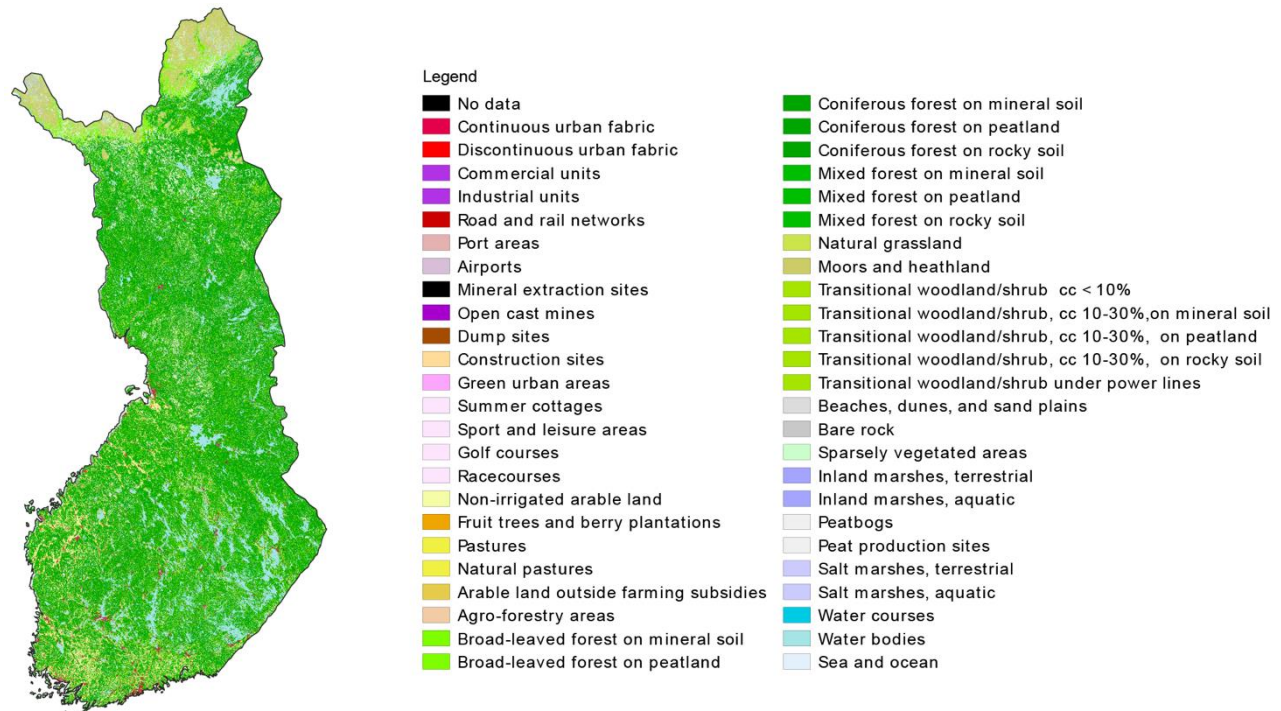 Legend
No data
Continuous urban fabric
Discontinuous urban fabric
Commercial units
Industrial units
Road and rail networks
Port areas
Airports
Mineral extraction sites
Open cast mines
Dump sites
Construction sites
Green urban areas
Summer cottages
Sport and leisure areas
Golf courses
Racecourses
Non-irrigated arable land
Fruit trees and berry plantations
Pastures
Natural pastures
Arable land outside farming subsidies
Agro-forestry areas
Broad-leaved forest on mineral soil
Broad-leaved forest on peatland
Coniferous forest on mineral soil
Coniferous forest on peatland
Coniferous forest on rocky soil
Mixed forest on mineral soil
Mixed forest on peatland
Mixed forest on rocky soil
Natural grassland
Moors and heathland
Transitional woodland/shrub cc < 10%
Transitional woodland/shrub, cc 10-30%,on mineral soil
Transitional woodland/shrub, cc 10-30%, on peatland
Transitional woodland/shrub, cc 10-30%, on rocky soil
Transitional woodland/shrub under power lines
Beaches, dunes, and sand plains
Bare rock
Sparsely vegetated areas
Inland marshes, terrestrial
Inland marshes, aquatic
Peatbogs
Peat production sites
Salt marshes, terrestrial
Salt marshes, aquatic
Water courses
Water bodies
Sea and ocean